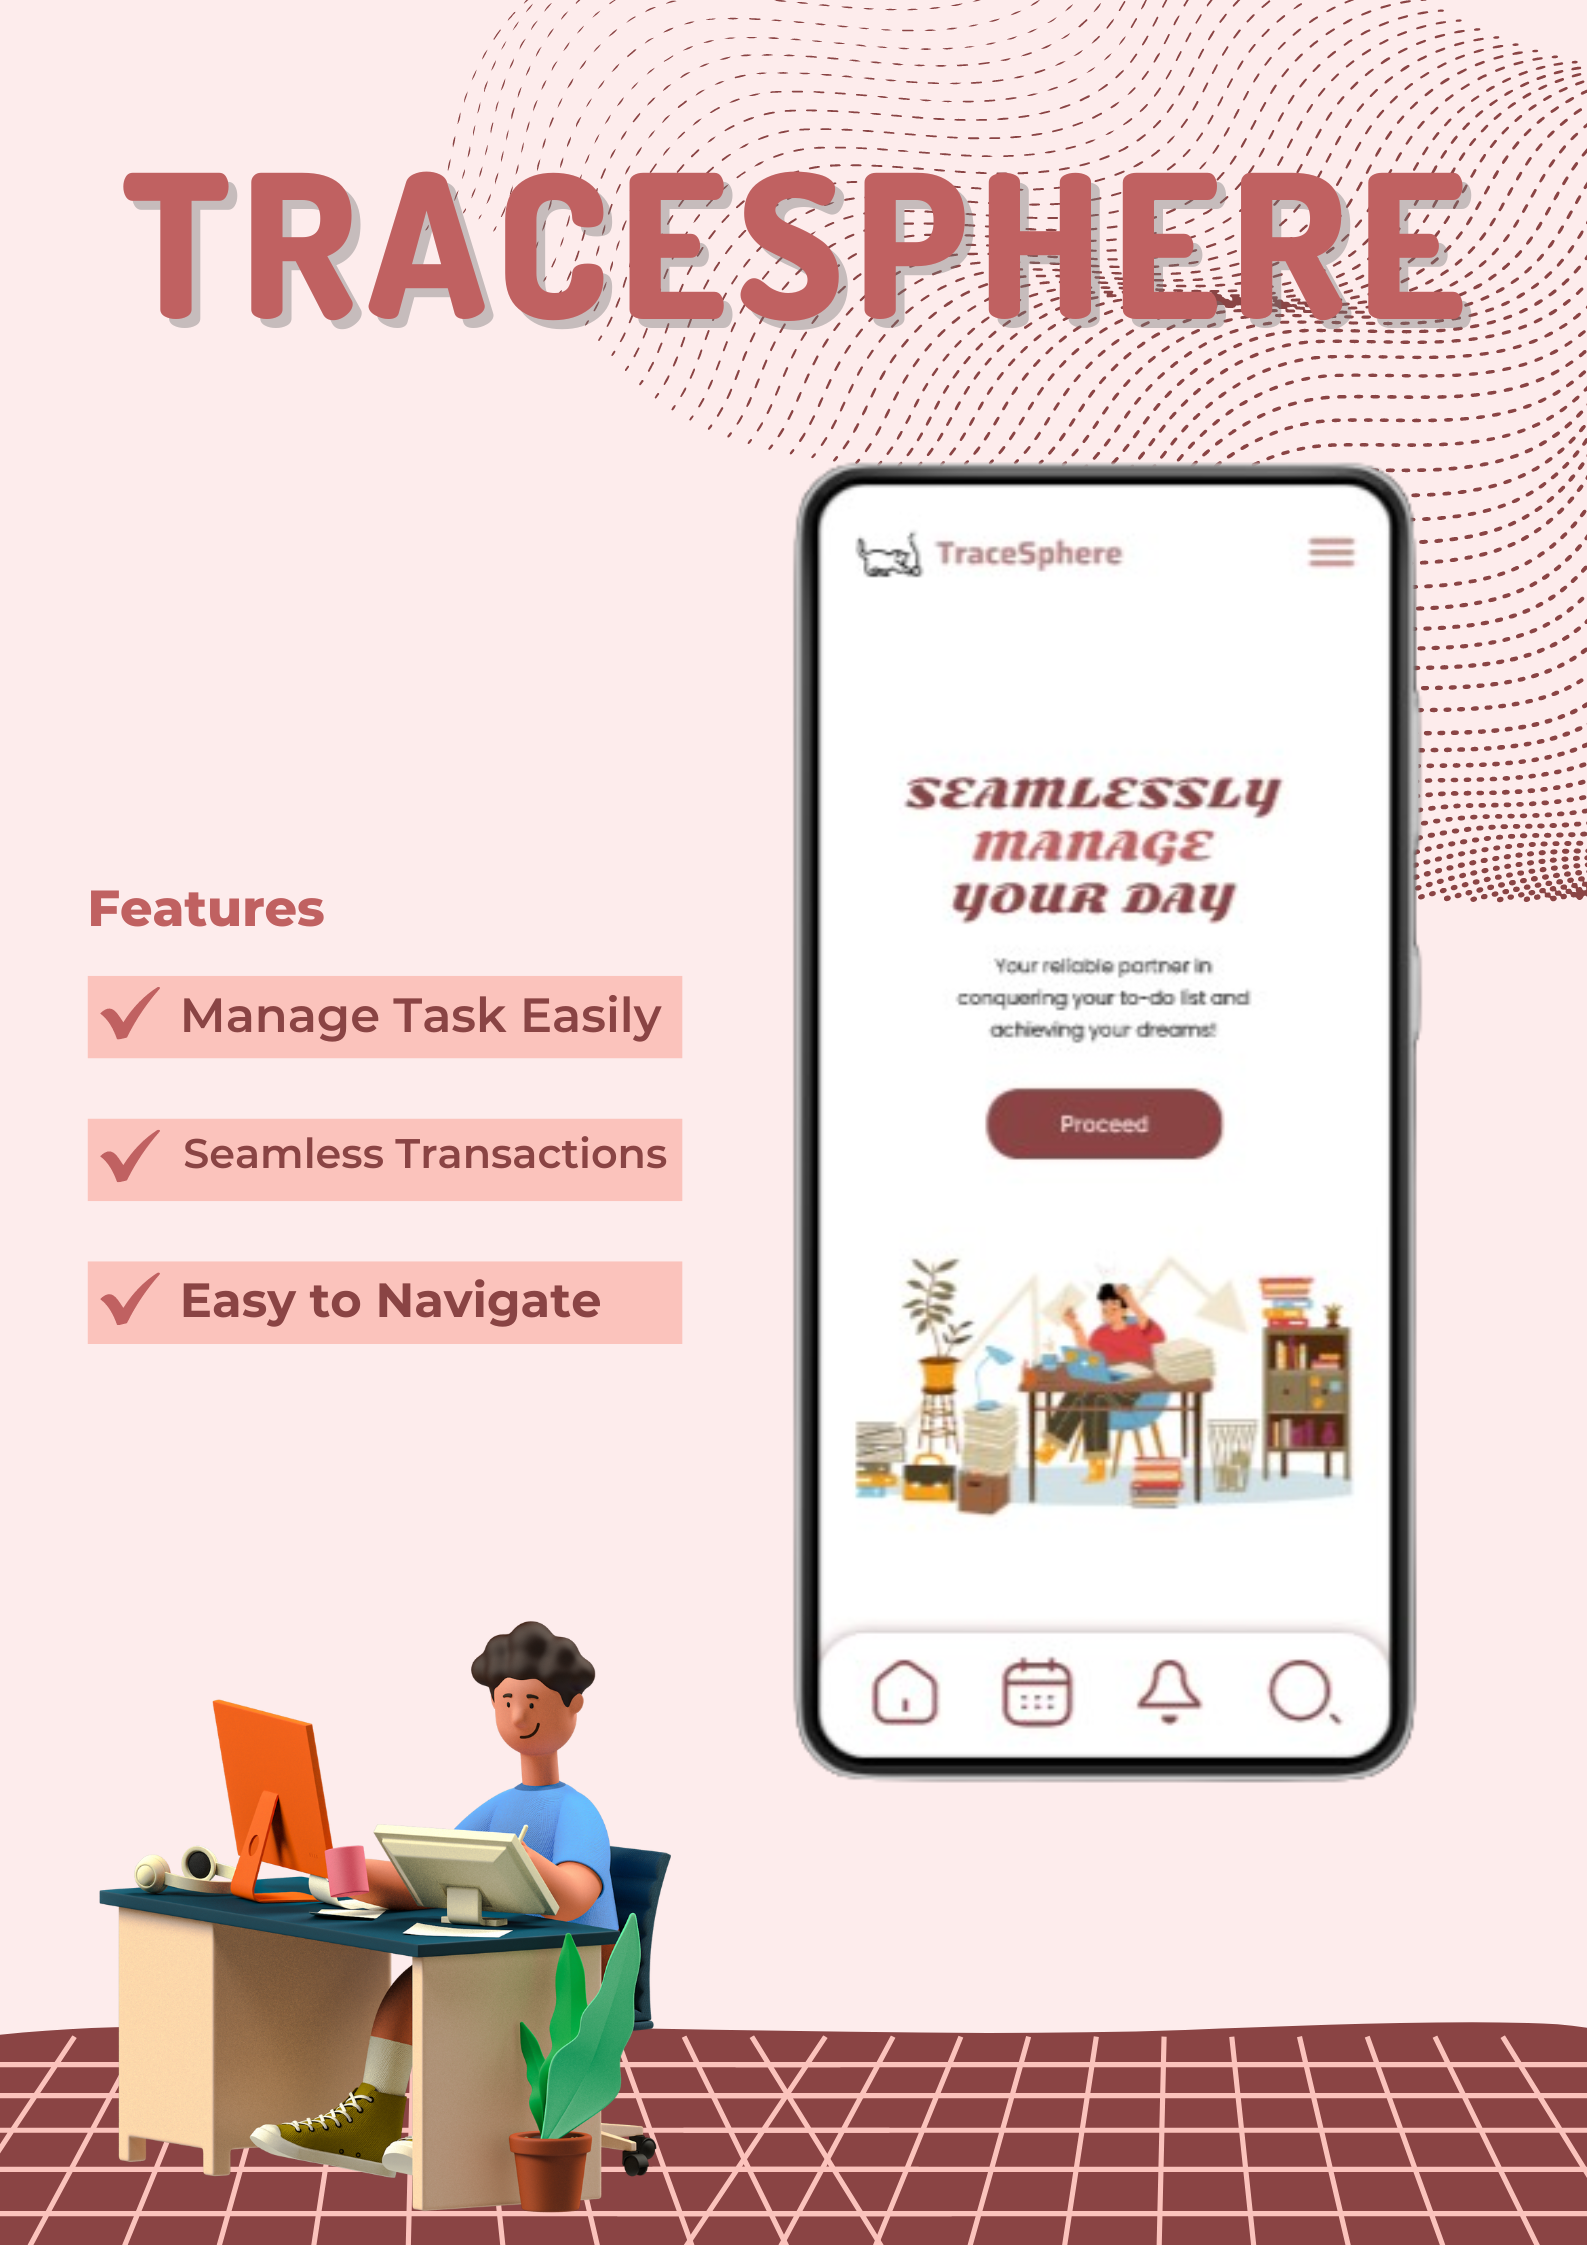 TRACESPHERE
TraceSphere
SEAMLESSLY
MANAGE
YOUR DAY
Your reliable partner in
conquering your to-do list and
achieving your dreams!
Proceed
Features
Manage Task Easily
Seamless Transactions
Easy to Navigate